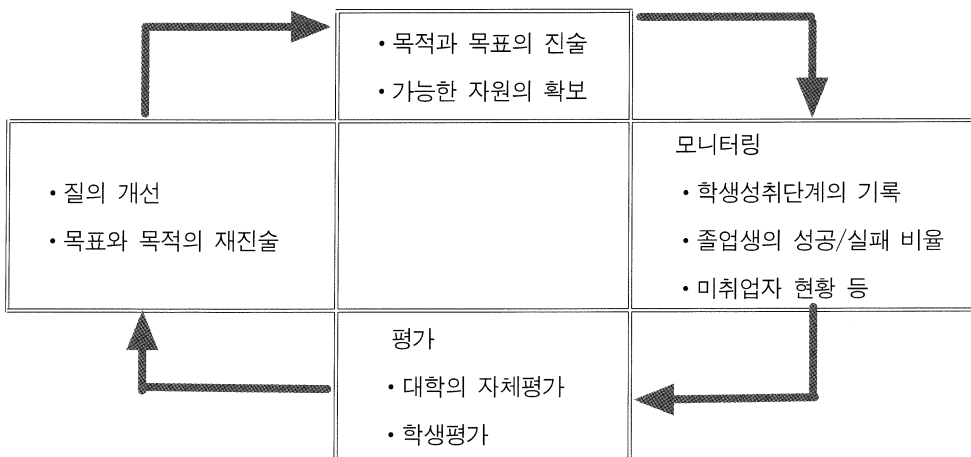 • 목적과 목표의 진술
• 가능한 자원의 확보
모니터링
• 학생성취단계의 기록
• 졸업생의 성공/실패 비율
• 미취업자 현황 등
평가
• 대학의 자체평가
• 학생평가
• 질의 개선
• 목표와 목적의 재진술